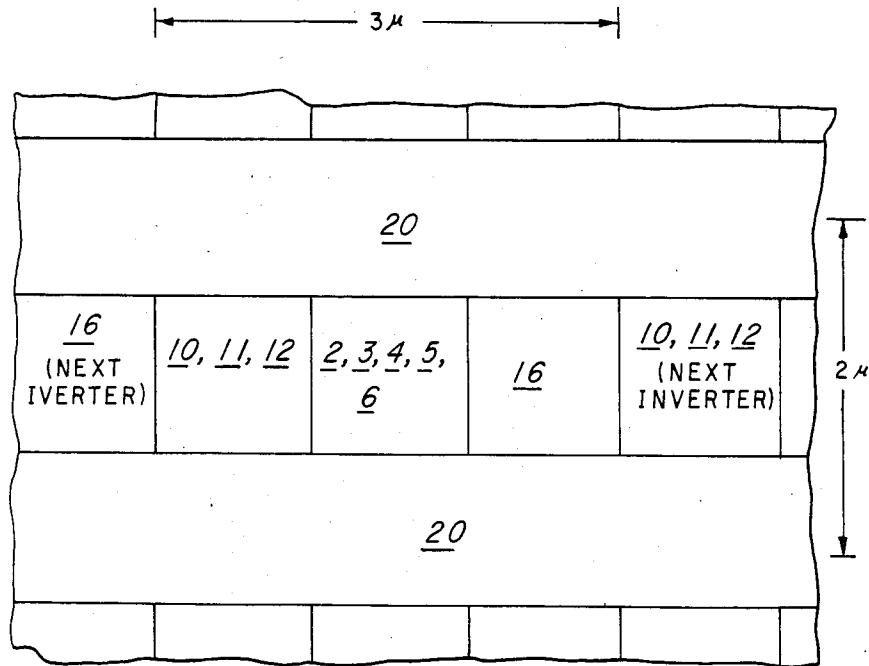 3μ
20
16
(NEXT
IVERTER)
10, 11, 12
2, 3, 4, 5,
6
16
10, 11, 12
(NEXT
INVERTER)
2μ
20